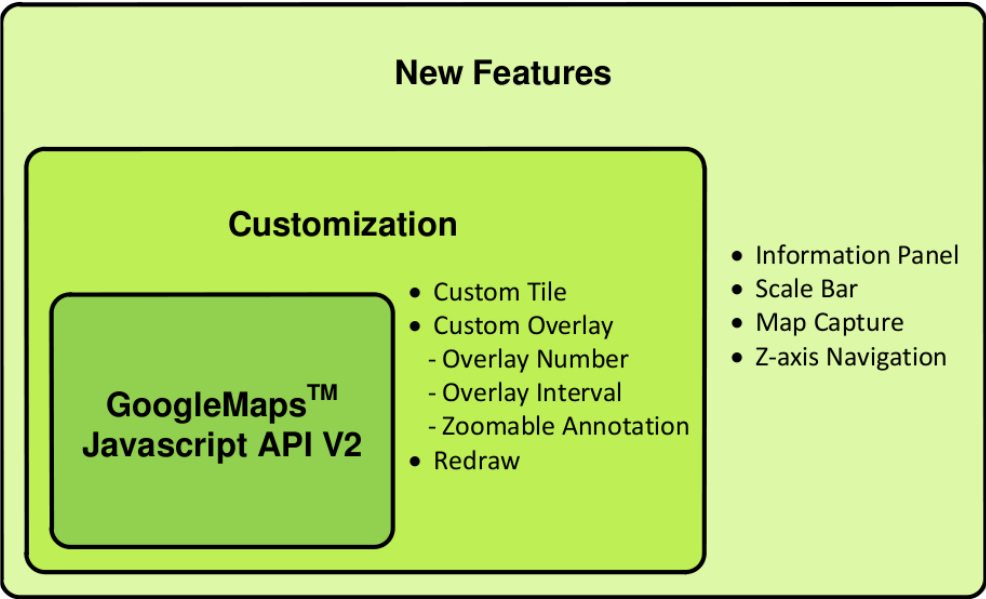 New Features
Customization
• Custom Tile
• Custom Overlay
- Overlay Number
- Overlay Interval
- Zoomable Annotation
• Redraw
GoogleMaps™
Javascript API V2
• Information Panel
• Scale Bar
• Map Capture
• Z-axis Navigation